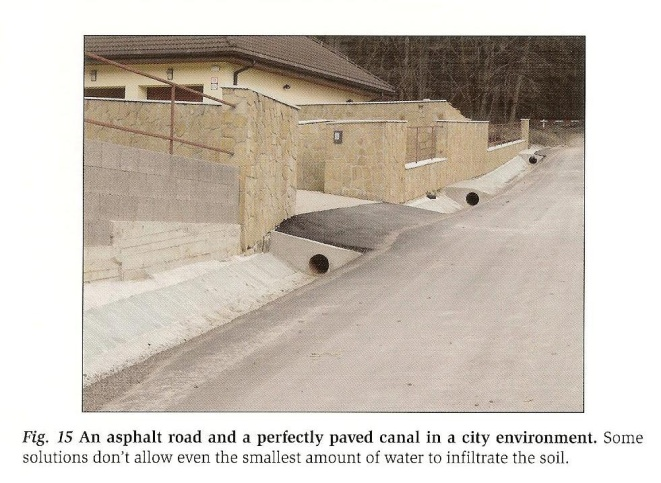 Fig. 15 An asphalt road and a perfectly paved canal in a city environment. Some
solutions don't allow even the smallest amount of water to infiltrate the soil.